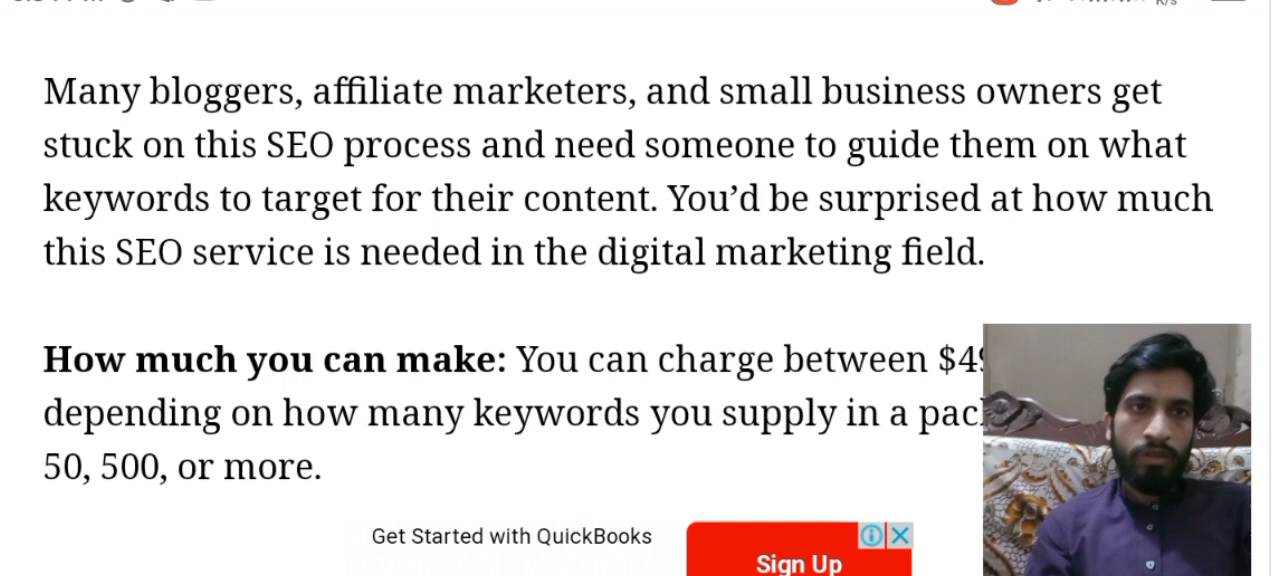 Many bloggers, affiliate marketers, and small business owners get
stuck on this SEO process and need someone to guide them on what
keywords to target for their content. You’d be surprised at how much
this SEO service is needed in the digital marketing field.
How much you can make: You can charge between
depending on how many keywords you supply in a
50, 500, or more.
Get Started with QuickBooks
Sign Up